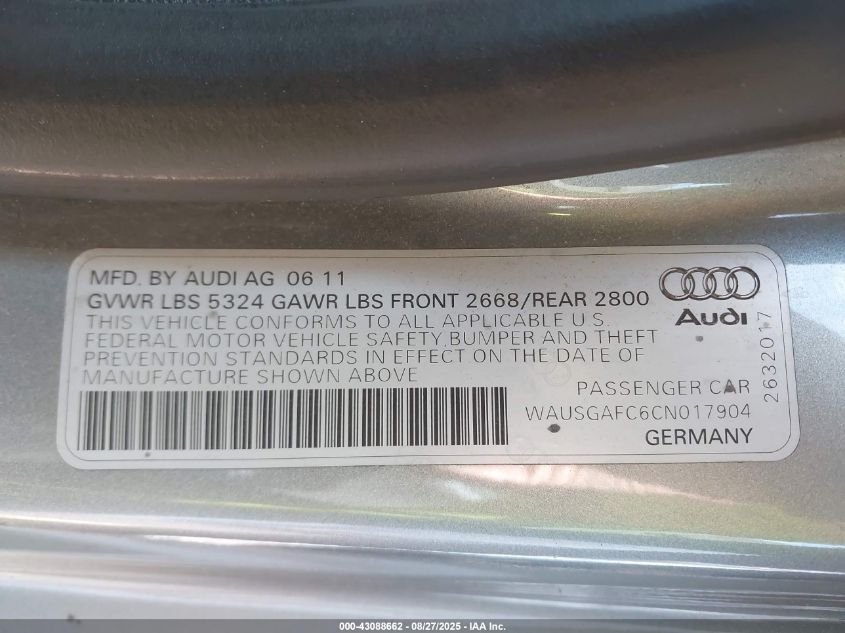 MFD. BY AUDI AG 06 11
GVWR LBS 5324 GAWR LBS FRONT 2668/REAR 2800
THIS VEHICLE CONFORMS TO ALL APPLICABLE U.S.
FEDERAL MOTOR VEHICLE SAFETY,BUMPER AND THEFT
PREVENTION STANDARDS IN EFFECT ON THE DATE OF
MANUFACTURE SHOWN ABOVE
PASSENGER CAR
WAUSGAFC6CN017904
GERMANY
Audi
2632017
000-43088662 - 08/27/2025 - IAA Inc.